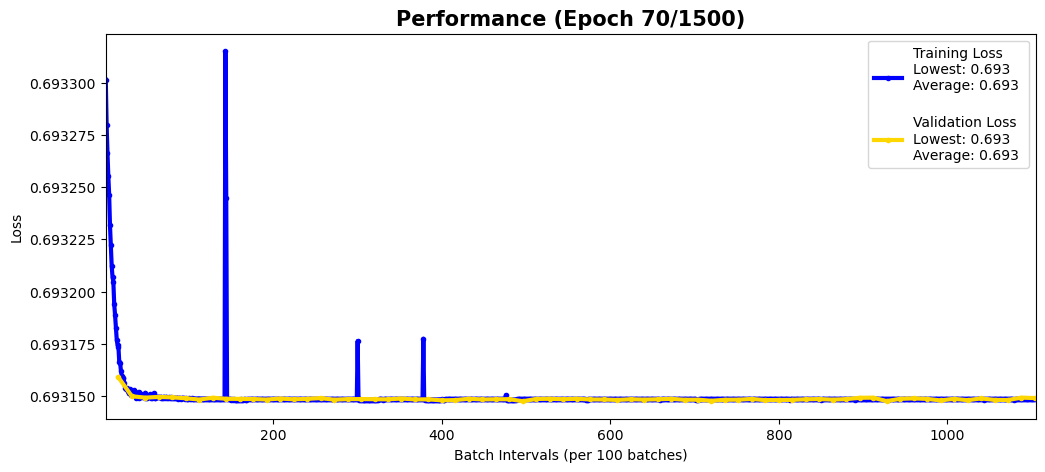 Performance (Epoch 70/1500)
Training Loss
Lowest: 0.693
Average: 0.693
Validation Loss
Lowest: 0.693
Average: 0.693
Loss
0.693300
0.693275
0.693250
0.693225
0.693200
0.693175
0.693150
200
400
600
800
1000
Batch Intervals (per 100 batches)